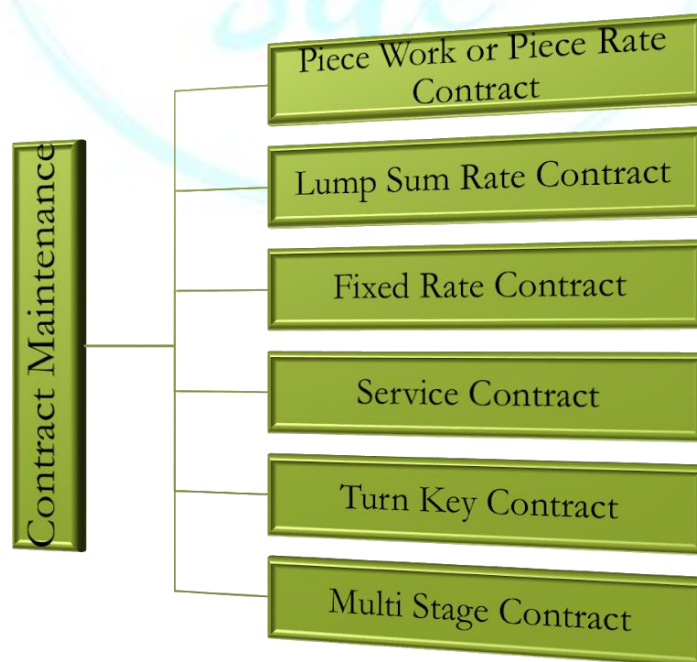 Contract Maintenance
Piece Work or Piece Rate
Contract
Lump Sum Rate Contract
Fixed Rate Contract
Service Contract
Turn Key Contract
Multi Stage Contract